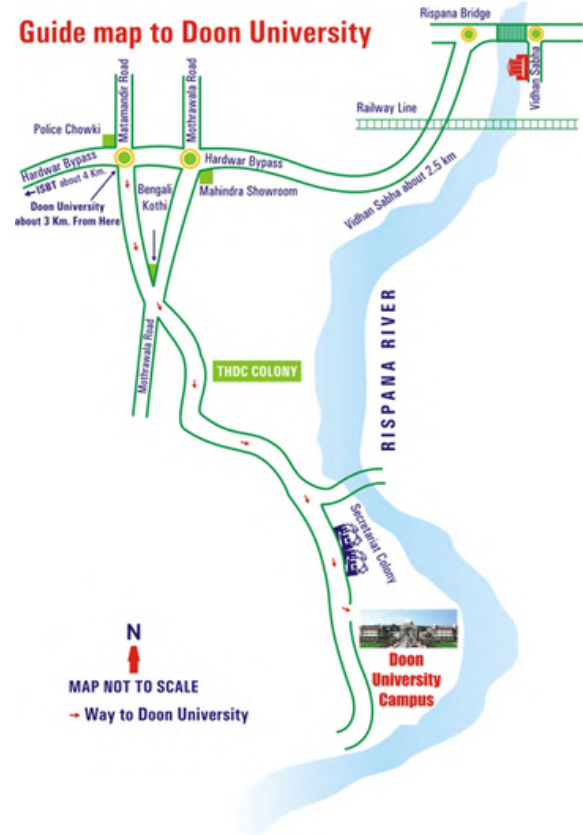 Guide map to Doon University
Rispana Bridge
Vidhan Sabha
Matamandir Road
Mothrawala Road
Railway Line
Police Chowki
Hardwar Bypass
Hardwar Bypass
ISBT about 4 Km.
Bengali
Kothi
Mahindra Showroom
Vidhan Sabha about 2.5 km
Doon University
about 3 Km. From Here
RISPANA RIVER
Mothrawala Road
THDC COLONY
Secretariat Colony
N
MAP NOT TO SCALE
Way to Doon University
Doon
University
Campus